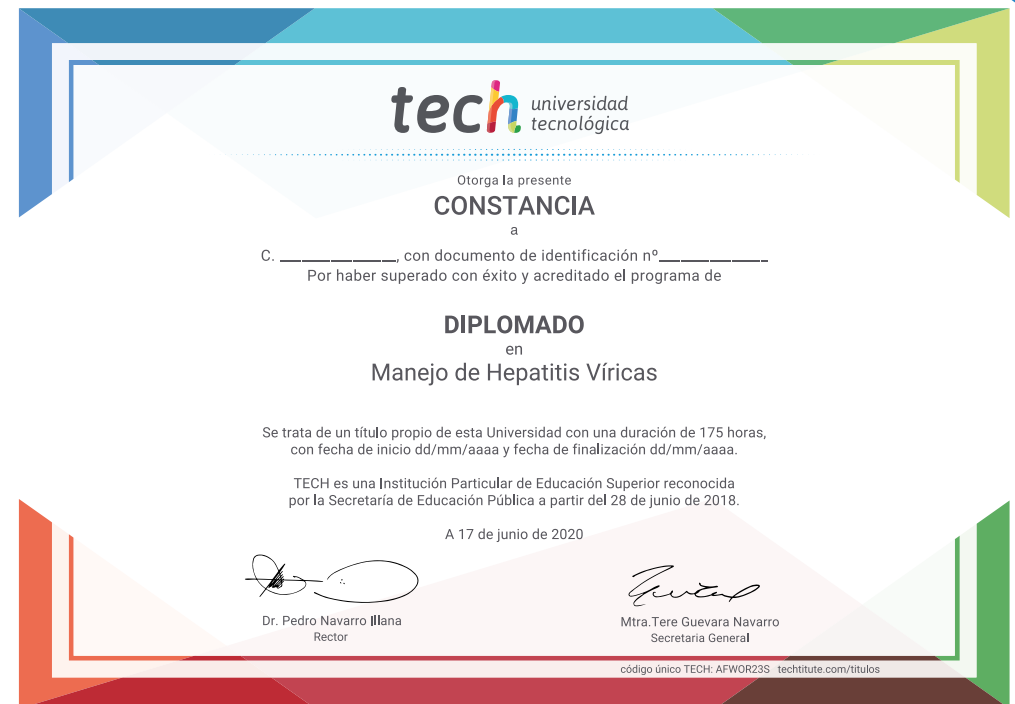 tech universidad
tecnológica
Otorga la presente
CONSTANCIA
a
C. ________________, con documento de identificación nº_______________
Por haber superado con éxito y acreditado el programa de
DIPLOMADO
en
Manejo de Hepatitis Víricas
Se trata de un título propio de esta Universidad con una duración de 175 horas,
con fecha de inicio dd/mm/aaaa y fecha de finalización dd/mm/aaaa.
TECH es una Institución Particular de Educación Superior reconocida
por la Secretaría de Educación Pública a partir del 28 de junio de 2018.
A 17 de junio de 2020
Dr. Pedro Navarro Illana
Rector
Mtra.Tere Guevara Navarro
Secretaria General
código único TECH: AFWOR23S techtitute.com/titulos